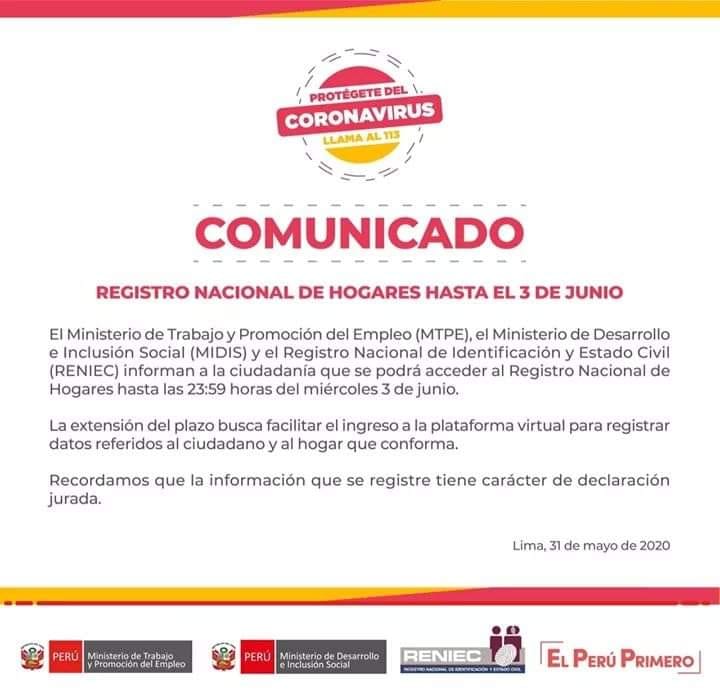 PROTÉGETE DEL
CORONAVIRUS
LLAMA AL 113
COMUNICADO
REGISTRO NACIONAL DE HOGARES HASTA EL 3 DE JUNIO
El Ministerio de Trabajo y Promoción del Empleo (MTPE), el Ministerio de Desarrollo
e Inclusión Social (MIDIS) y el Registro Nacional de Identificación y Estado Civil
(RENIEC) informan a la ciudadanía que se podrá acceder al Registro Nacional de
Hogares hasta las 23:59 horas del miércoles 3 de junio.
La extensión del plazo busca facilitar el ingreso a la plataforma virtual para registrar
datos referidos al ciudadano y al hogar que conforma.
Recordamos que la información que se registre tiene carácter de declaración
jurada.
Lima, 31 de mayo de 2020
PERÚ
Ministerio de Trabajo
y Promoción del Empleo
PERÚ
Ministerio de Desarrollo
e Inclusión Social
RENIEC
REGISTRO NACIONAL DE IDENTIFICACIÓN Y ESTADO CIVIL
EL PERÚ PRIMERO